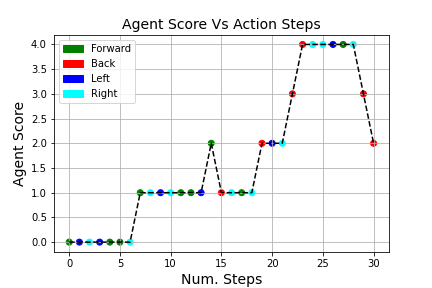 Agent Score Vs Action Steps
Agent Score
4.0
3.5
3.0
2.5
2.0
1.5
1.0
0.5
0.0
Forward
Back
Left
Right
0 5 10 15 20 25 30
Num. Steps